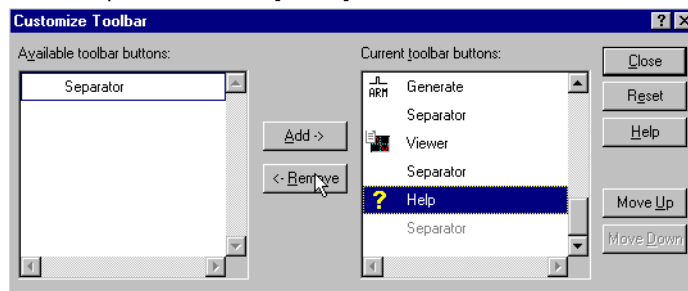 Customize Toolbar
Available toolbar buttons:
Separator
Add ->
<- Remove
Current toolbar buttons:
ARM Generate
Separator
Viewer
Separator
? Help
Separator
Close
Reset
Help
Move Up
Move Down